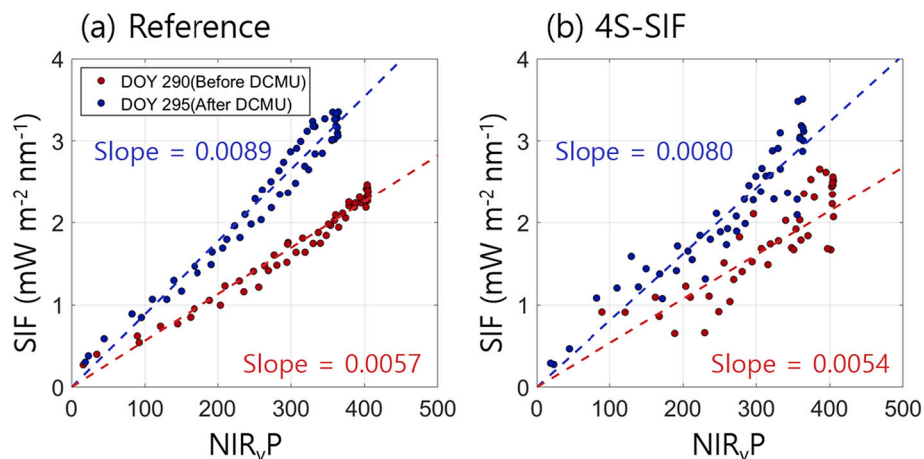 (a) Reference
(b) 4S-SIF
DOY 290(Before DCMU)
DOY 295(After DCMU)
Slope = 0.0089
Slope = 0.0057
SIF (mW m-2 nm-1)
4
3
2
1
0
0 100 200 300 400 500
NIRvP
Slope = 0.0080
Slope = 0.0054
SIF (mW m-2 nm-1)
4
3
2
1
0
0 100 200 300 400 500
NIRvP